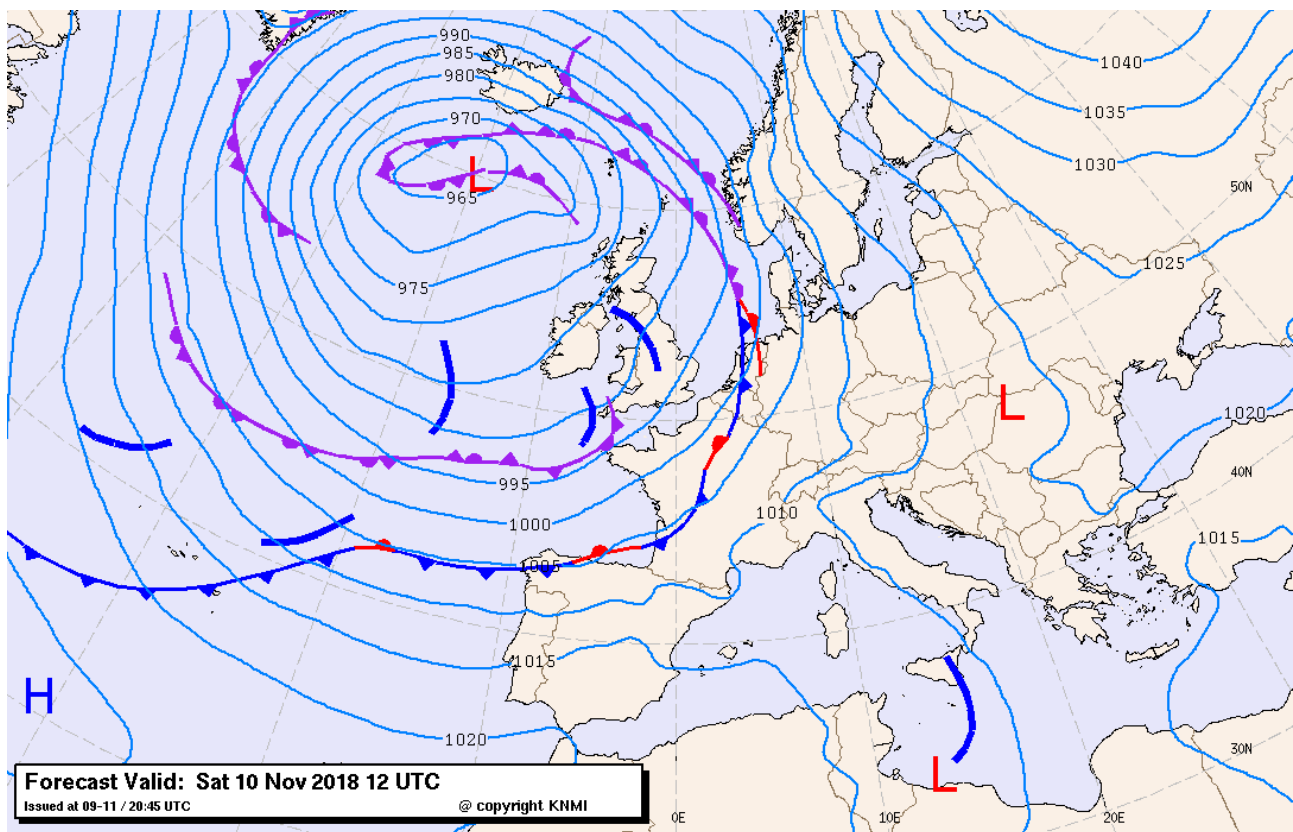 990
985
980
1040
970
1035
1030
50N
965
1025
975
1020
40N
995
1010
1000
1015
1005
1015
L
L
H
1020
30N
L
Forecast Valid: Sat 10 Nov 2018 12 UTC
Issued at 09-11 / 20:45 UTC @ copyright KNMI
0E 10E 20E